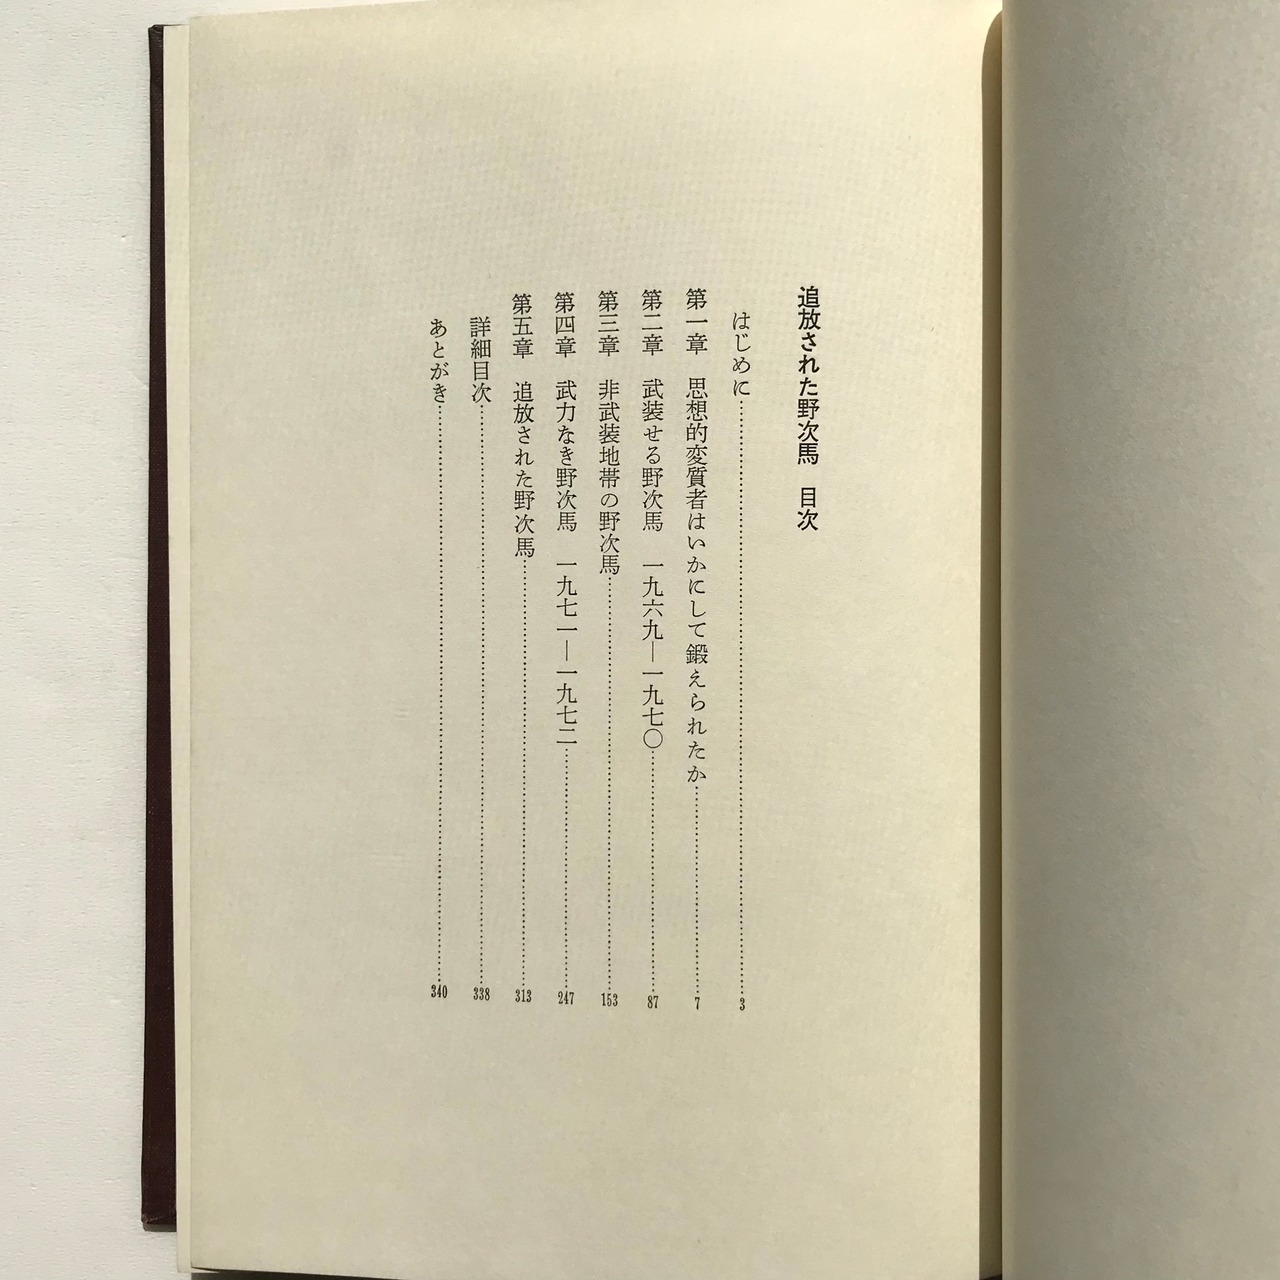 追放された野次馬　目次
はじめに……………………3
第一章　思想的変質者はいかにして鍛えられたか……………………7
第二章　武装せる野次馬　一九六九―一九七〇……………………87
第三章　非武装地帯の野次馬……………………153
第四章　武力なき野次馬　一九七一―一九七二……………………247
第五章　追放された野次馬……………………313
詳細目次……………………338
あとがき……………………340